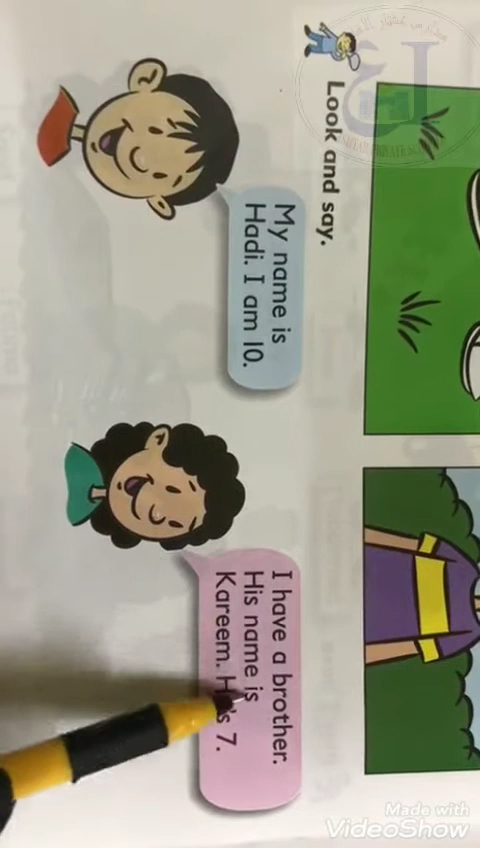 Look and say.
My name is
Hadi. I am 10.
I have a brother.
His name is
Kareem. He's 7.
Made with
VideoShow